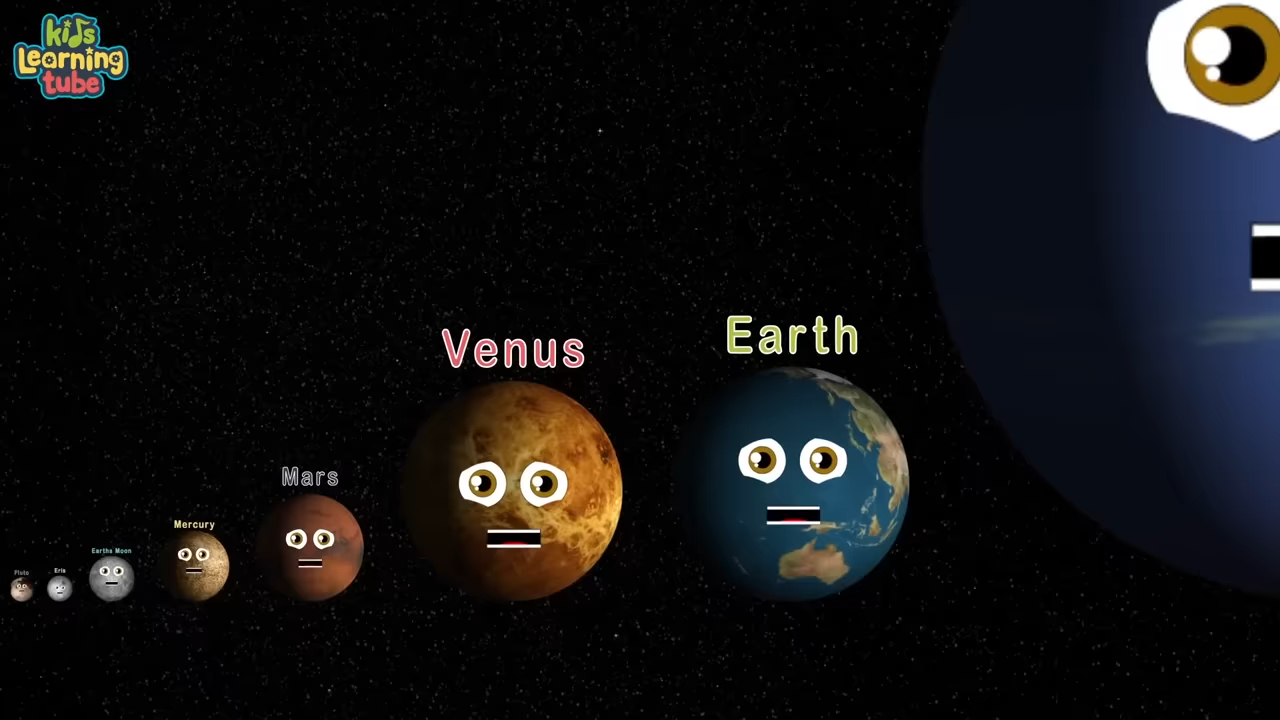 kids
Learning
tube
Earth
Venus
Mars
Mercury
Earths Moon
Eris
Pluto